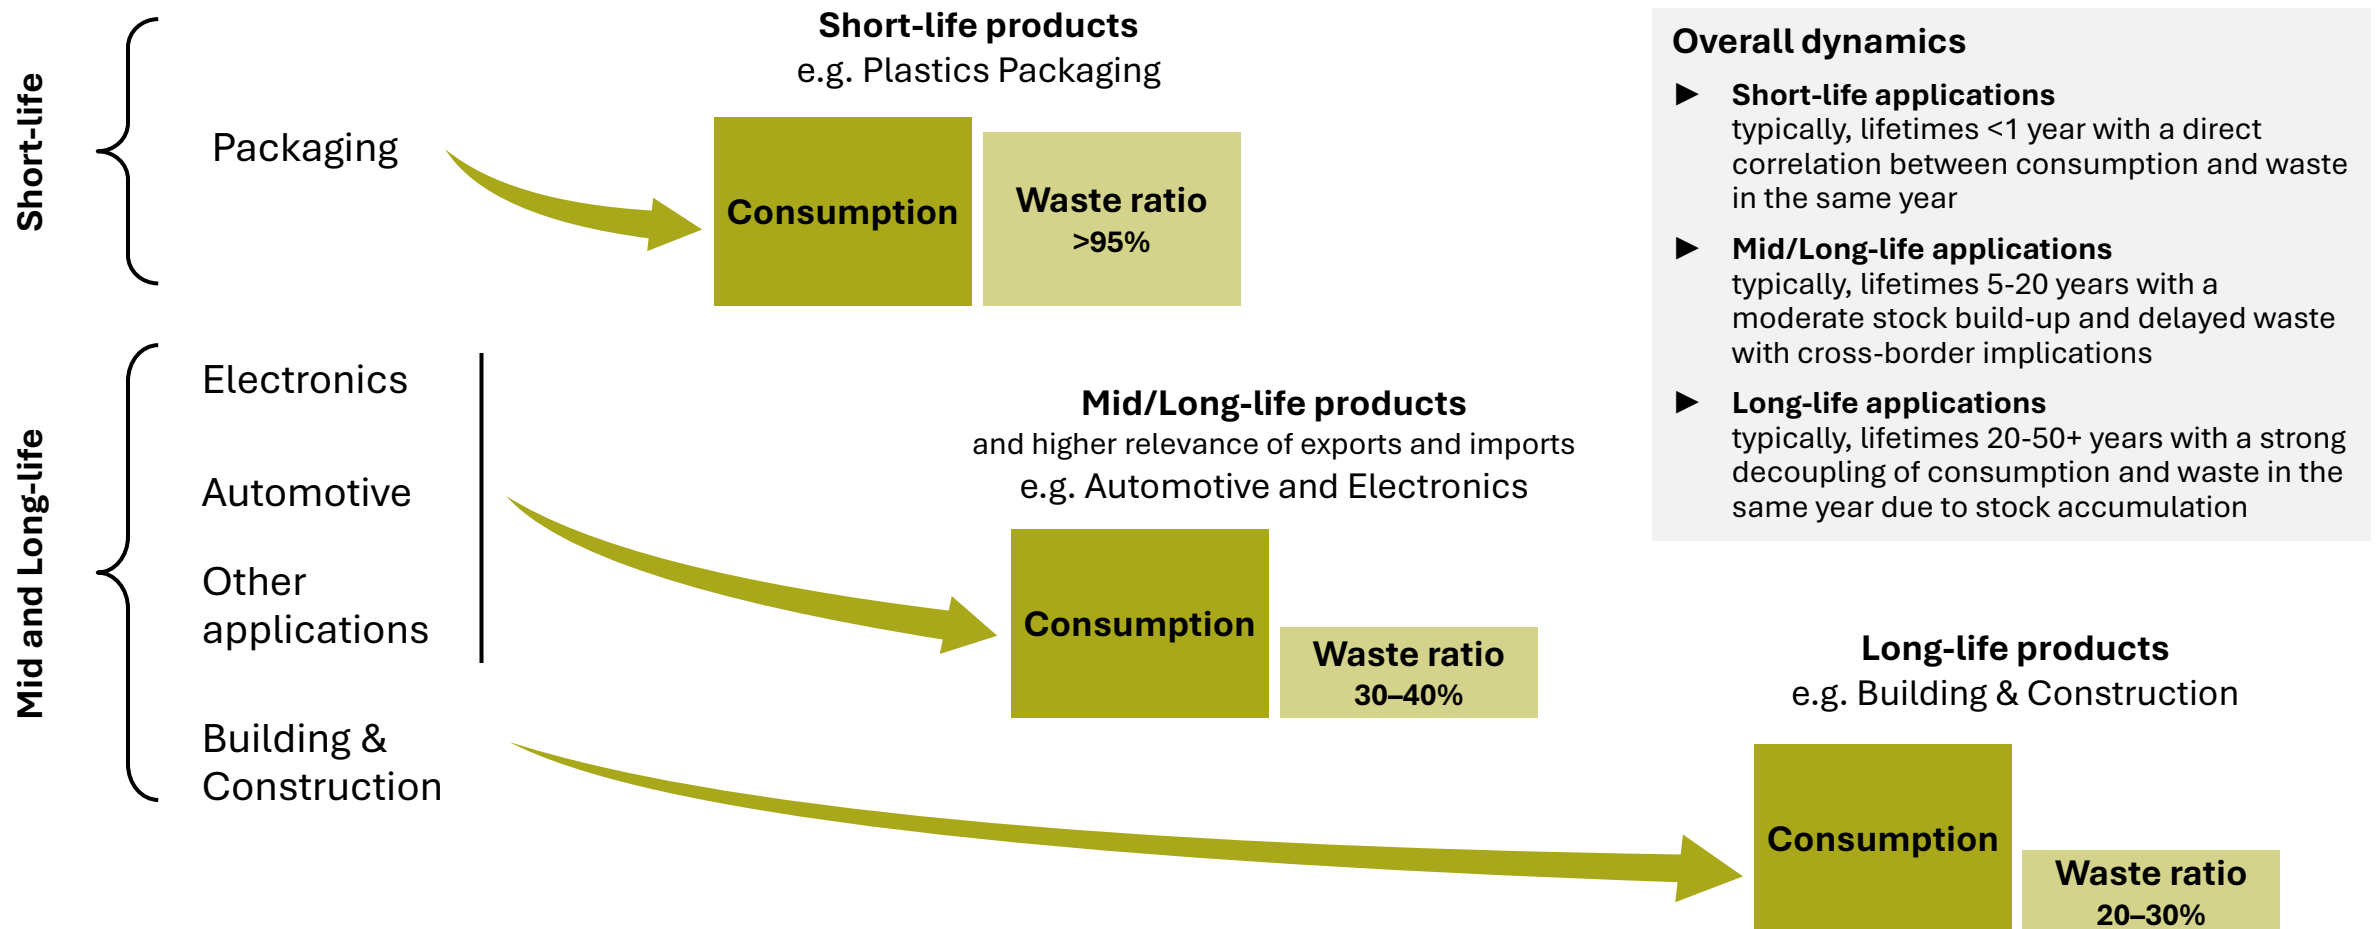 Short-life
Packaging
Short-life products
e.g. Plastics Packaging
Consumption
Waste ratio
>95%
Overall dynamics
► Short-life applications
typically, lifetimes <1 year with a direct
correlation between consumption and waste
in the same year
► Mid/Long-life applications
typically, lifetimes 5-20 years with a
moderate stock build-up and delayed waste
with cross-border implications
► Long-life applications
typically, lifetimes 20-50+ years with a strong
decoupling of consumption and waste in the
same year due to stock accumulation
Mid and Long-life
Electronics
Automotive
Other
applications
Building &
Construction
Mid/Long-life products
and higher relevance of exports and imports
e.g. Automotive and Electronics
Consumption
Waste ratio
30–40%
Long-life products
e.g. Building & Construction
Consumption
Waste ratio
20–30%